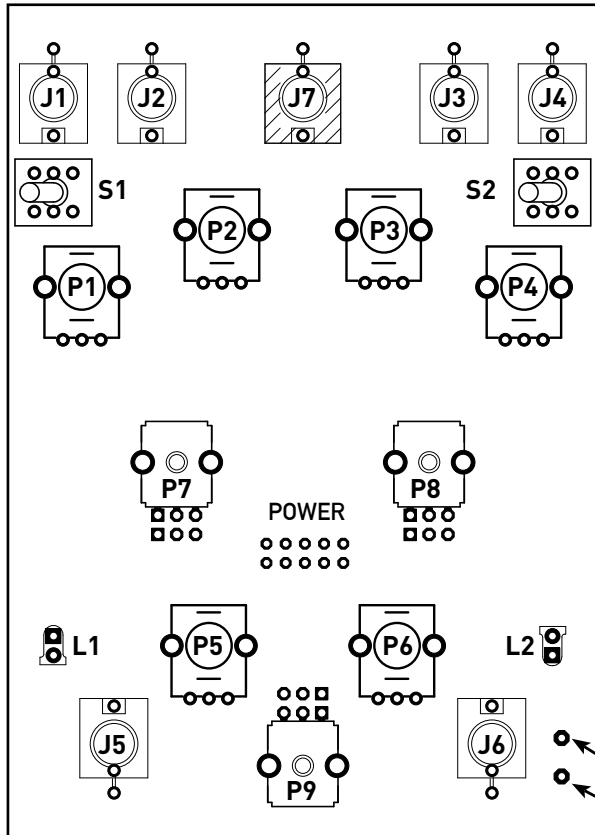 J1 J2 J7 J3 J4
S1 S2
P2 P3
P1 P4
P7 P8
POWER
L1 P5 P6 L2
J5 J6
P9